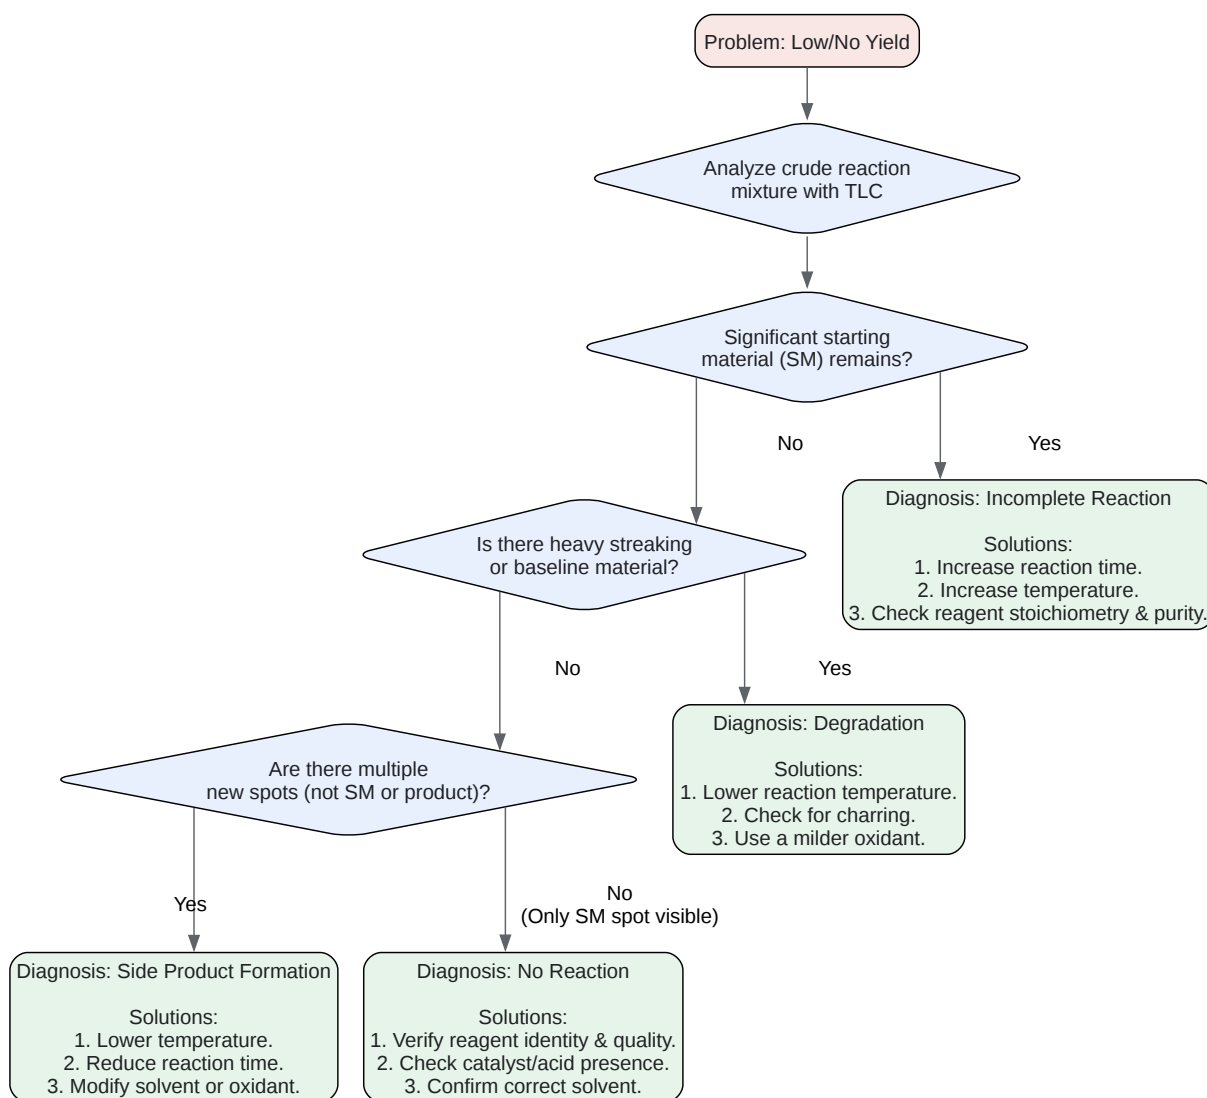 Problem: Low/No Yield
Analyze crude reaction
mixture with TLC
Significant starting
material (SM) remains?
No
Yes
Diagnosis: Incomplete Reaction
Solutions:
1. Increase reaction time.
2. Increase temperature.
3. Check reagent stoichiometry & purity.
Is there heavy streaking
or baseline material?
No
Yes
Diagnosis: Degradation
Solutions:
1. Lower reaction temperature.
2. Check for charring.
3. Use a milder oxidant.
Are there multiple
new spots (not SM or product)?
Yes
No
(Only SM spot visible)
Diagnosis: Side Product Formation
Solutions:
1. Lower temperature.
2. Reduce reaction time.
3. Modify solvent or oxidant.
Diagnosis: No Reaction
Solutions:
1. Verify reagent identity & quality.
2. Check catalyst/acid presence.
3. Confirm correct solvent.